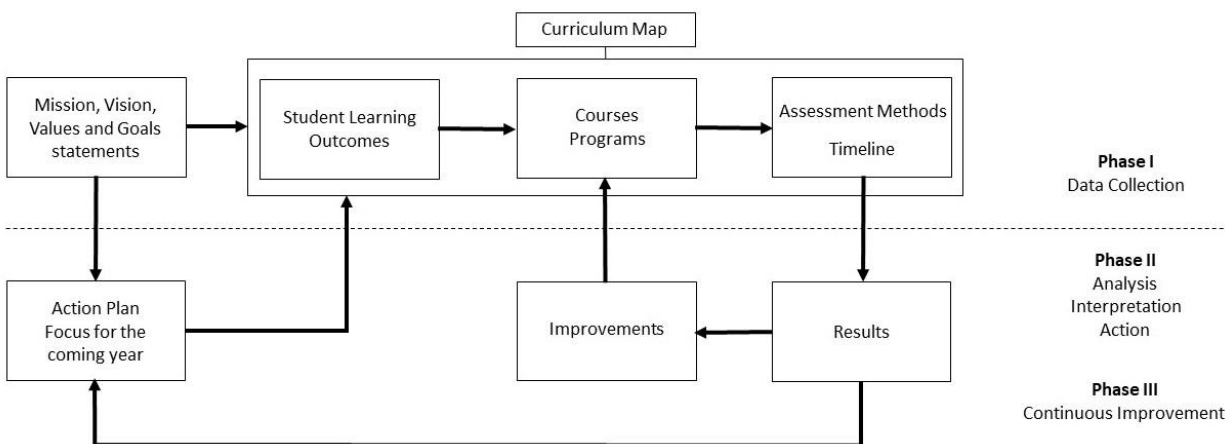 Curriculum Map
Mission, Vision,
Values and Goals
statements
Student Learning
Outcomes
Courses
Programs
Assessment Methods
Timeline
Phase I
Data Collection
Action Plan
Focus for the
coming year
Improvements
Results
Phase II
Analysis
Interpretation
Action
Phase III
Continuous Improvement